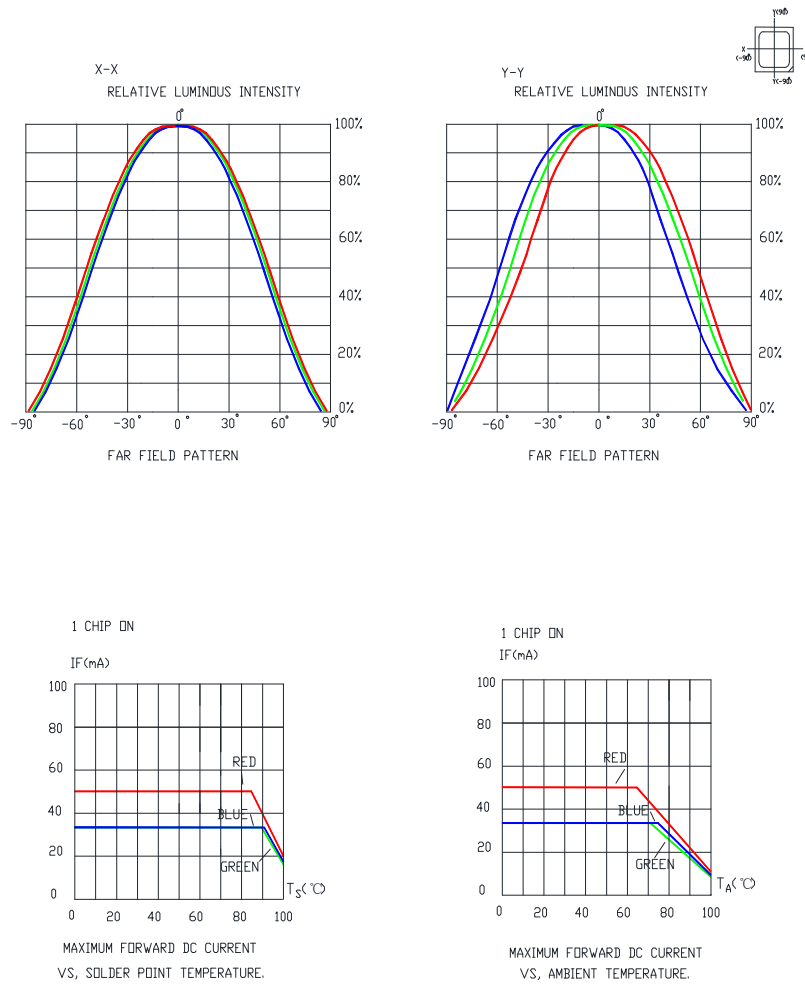 Y(90°)
X
(-90°)
Y(-90°)
X-X
RELATIVE LUMINOUS INTENSITY
0°
100%
80%
60%
40%
20%
0%
-90° -60° -30° 0° 30° 60° 90°
FAR FIELD PATTERN
Y-Y
RELATIVE LUMINOUS INTENSITY
0°
100%
80%
60%
40%
20%
0%
-90° -60° -30° 0° 30° 60° 90°
FAR FIELD PATTERN
1 CHIP ON
IF(mA)
100
80
60
40
20
0
RED
BLUE
GREEN
TS(°C)
0 20 40 60 80 100
MAXIMUM FORWARD DC CURRENT
VS, SOLDER POINT TEMPERATURE.
1 CHIP ON
IF(mA)
100
80
60
40
20
0
RED
BLUE
GREEN
TA(°C)
0 20 40 60 80 100
MAXIMUM FORWARD DC CURRENT
VS, AMBIENT TEMPERATURE.